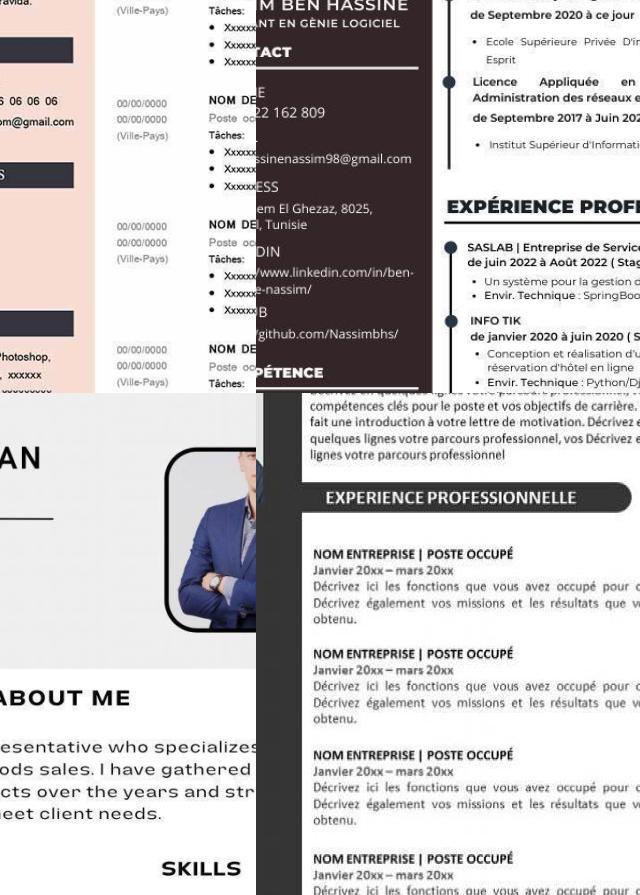 (Ville-Pays)
Tâches:
Xxxxxx
Xxxxxx
Xxxxxx
6 06 06 06
om@gmail.com
S
Photoshop,
, xxxxxx
00/00/0000
00/00/0000
(Ville-Pays)
NOM DE
Poste oc
Tâches:
Xxxxxx
Xxxxxx
Xxxxxx
00/00/0000
00/00/0000
(Ville-Pays)
NOM DE
Poste oc
Tâches:
Xxxxxx
Xxxxxx
Xxxxxx
00/00/0000
00/00/0000
(Ville-Pays)
NOM DE
Poste oc
Tâches:
IM BEN HASSINE
ANT EN GÈNIE LOGICIEL
TACT
E
22 162 809
ssinenassim98@gmail.com
ESS
em El Ghezaz, 8025,
l, Tunisie
DIN
/www.linkedin.com/in/ben-
e-nassim/
B
/github.com/Nassimbhs/
PÉTENCE
de Septembre 2020 à ce jour
Ecole Supérieure Privée D'in
Esprit
Licence Appliquée en
Administration des réseaux e
de Septembre 2017 à Juin 202
Institut Supérieur d'Informati
EXPÉRIENCE PROFE
SASLAB | Entreprise de Service
de juin 2022 à Août 2022 ( Stag
Un système pour la gestion d
Envir. Technique : SpringBoo
INFO TIK
de janvier 2020 à juin 2020 ( S
Conception et réalisation d'u
réservation d'hôtel en ligne
Envir. Technique : Python/Dj
AN
ABOUT ME
esentative who specializes
ods sales. I have gathered
cts over the years and str
neet client needs.
SKILLS
compétences clés pour le poste et vos objectifs de carrière.
fait une introduction à votre lettre de motivation. Décrivez e
quelques lignes votre parcours professionnel, vos Décrivez e
lignes votre parcours professionnel
EXPERIENCE PROFESSIONNELLE
NOM ENTREPRISE | POSTE OCCUPÉ
Janvier 20xx – mars 20xx
Décrivez ici les fonctions que vous avez occupé pour c
Décrivez également vos missions et les résultats que v
obtenu.
NOM ENTREPRISE | POSTE OCCUPÉ
Janvier 20xx – mars 20xx
Décrivez ici les fonctions que vous avez occupé pour c
Décrivez également vos missions et les résultats que v
obtenu.
NOM ENTREPRISE | POSTE OCCUPÉ
Janvier 20xx – mars 20xx
Décrivez ici les fonctions que vous avez occupé pour c
Décrivez également vos missions et les résultats que v
obtenu.
NOM ENTREPRISE | POSTE OCCUPÉ
Janvier 20xx – mars 20xx
Décrivez ici les fonctions que vous avez occupé pour c